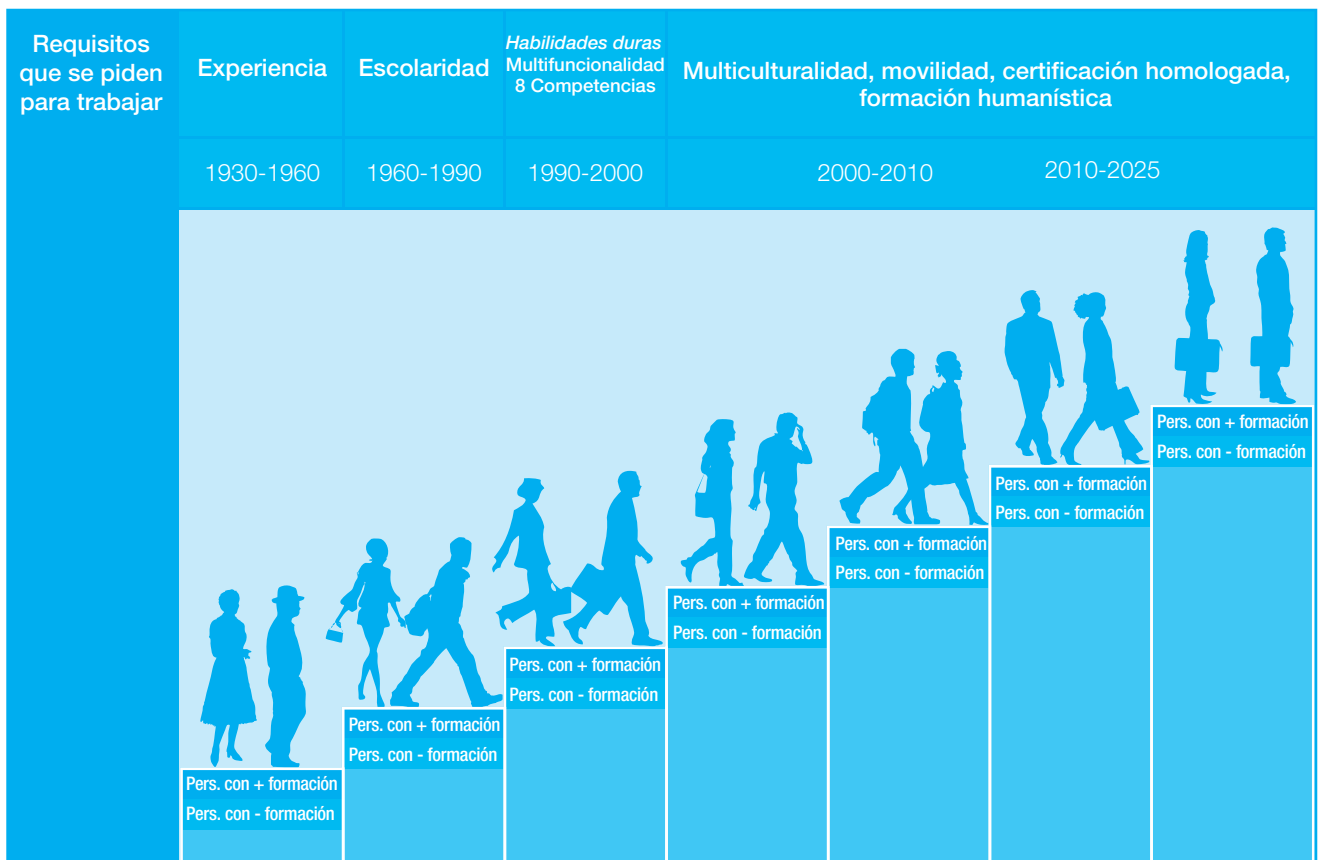 Requisitos
que se piden
para trabajar
Experiencia
Escolaridad
Habilidades duras
Multifuncionalidad
8 Competencias
Multiculturalidad, movilidad, certificación homologada,
formación humanística
1930-1960
1960-1990
1990-2000
2000-2010
2010-2025
Pers. con + formación
Pers. con - formación
Pers. con + formación
Pers. con - formación
Pers. con + formación
Pers. con - formación
Pers. con + formación
Pers. con - formación
Pers. con + formación
Pers. con - formación
Pers. con + formación
Pers. con - formación
Pers. con + formación
Pers. con - formación